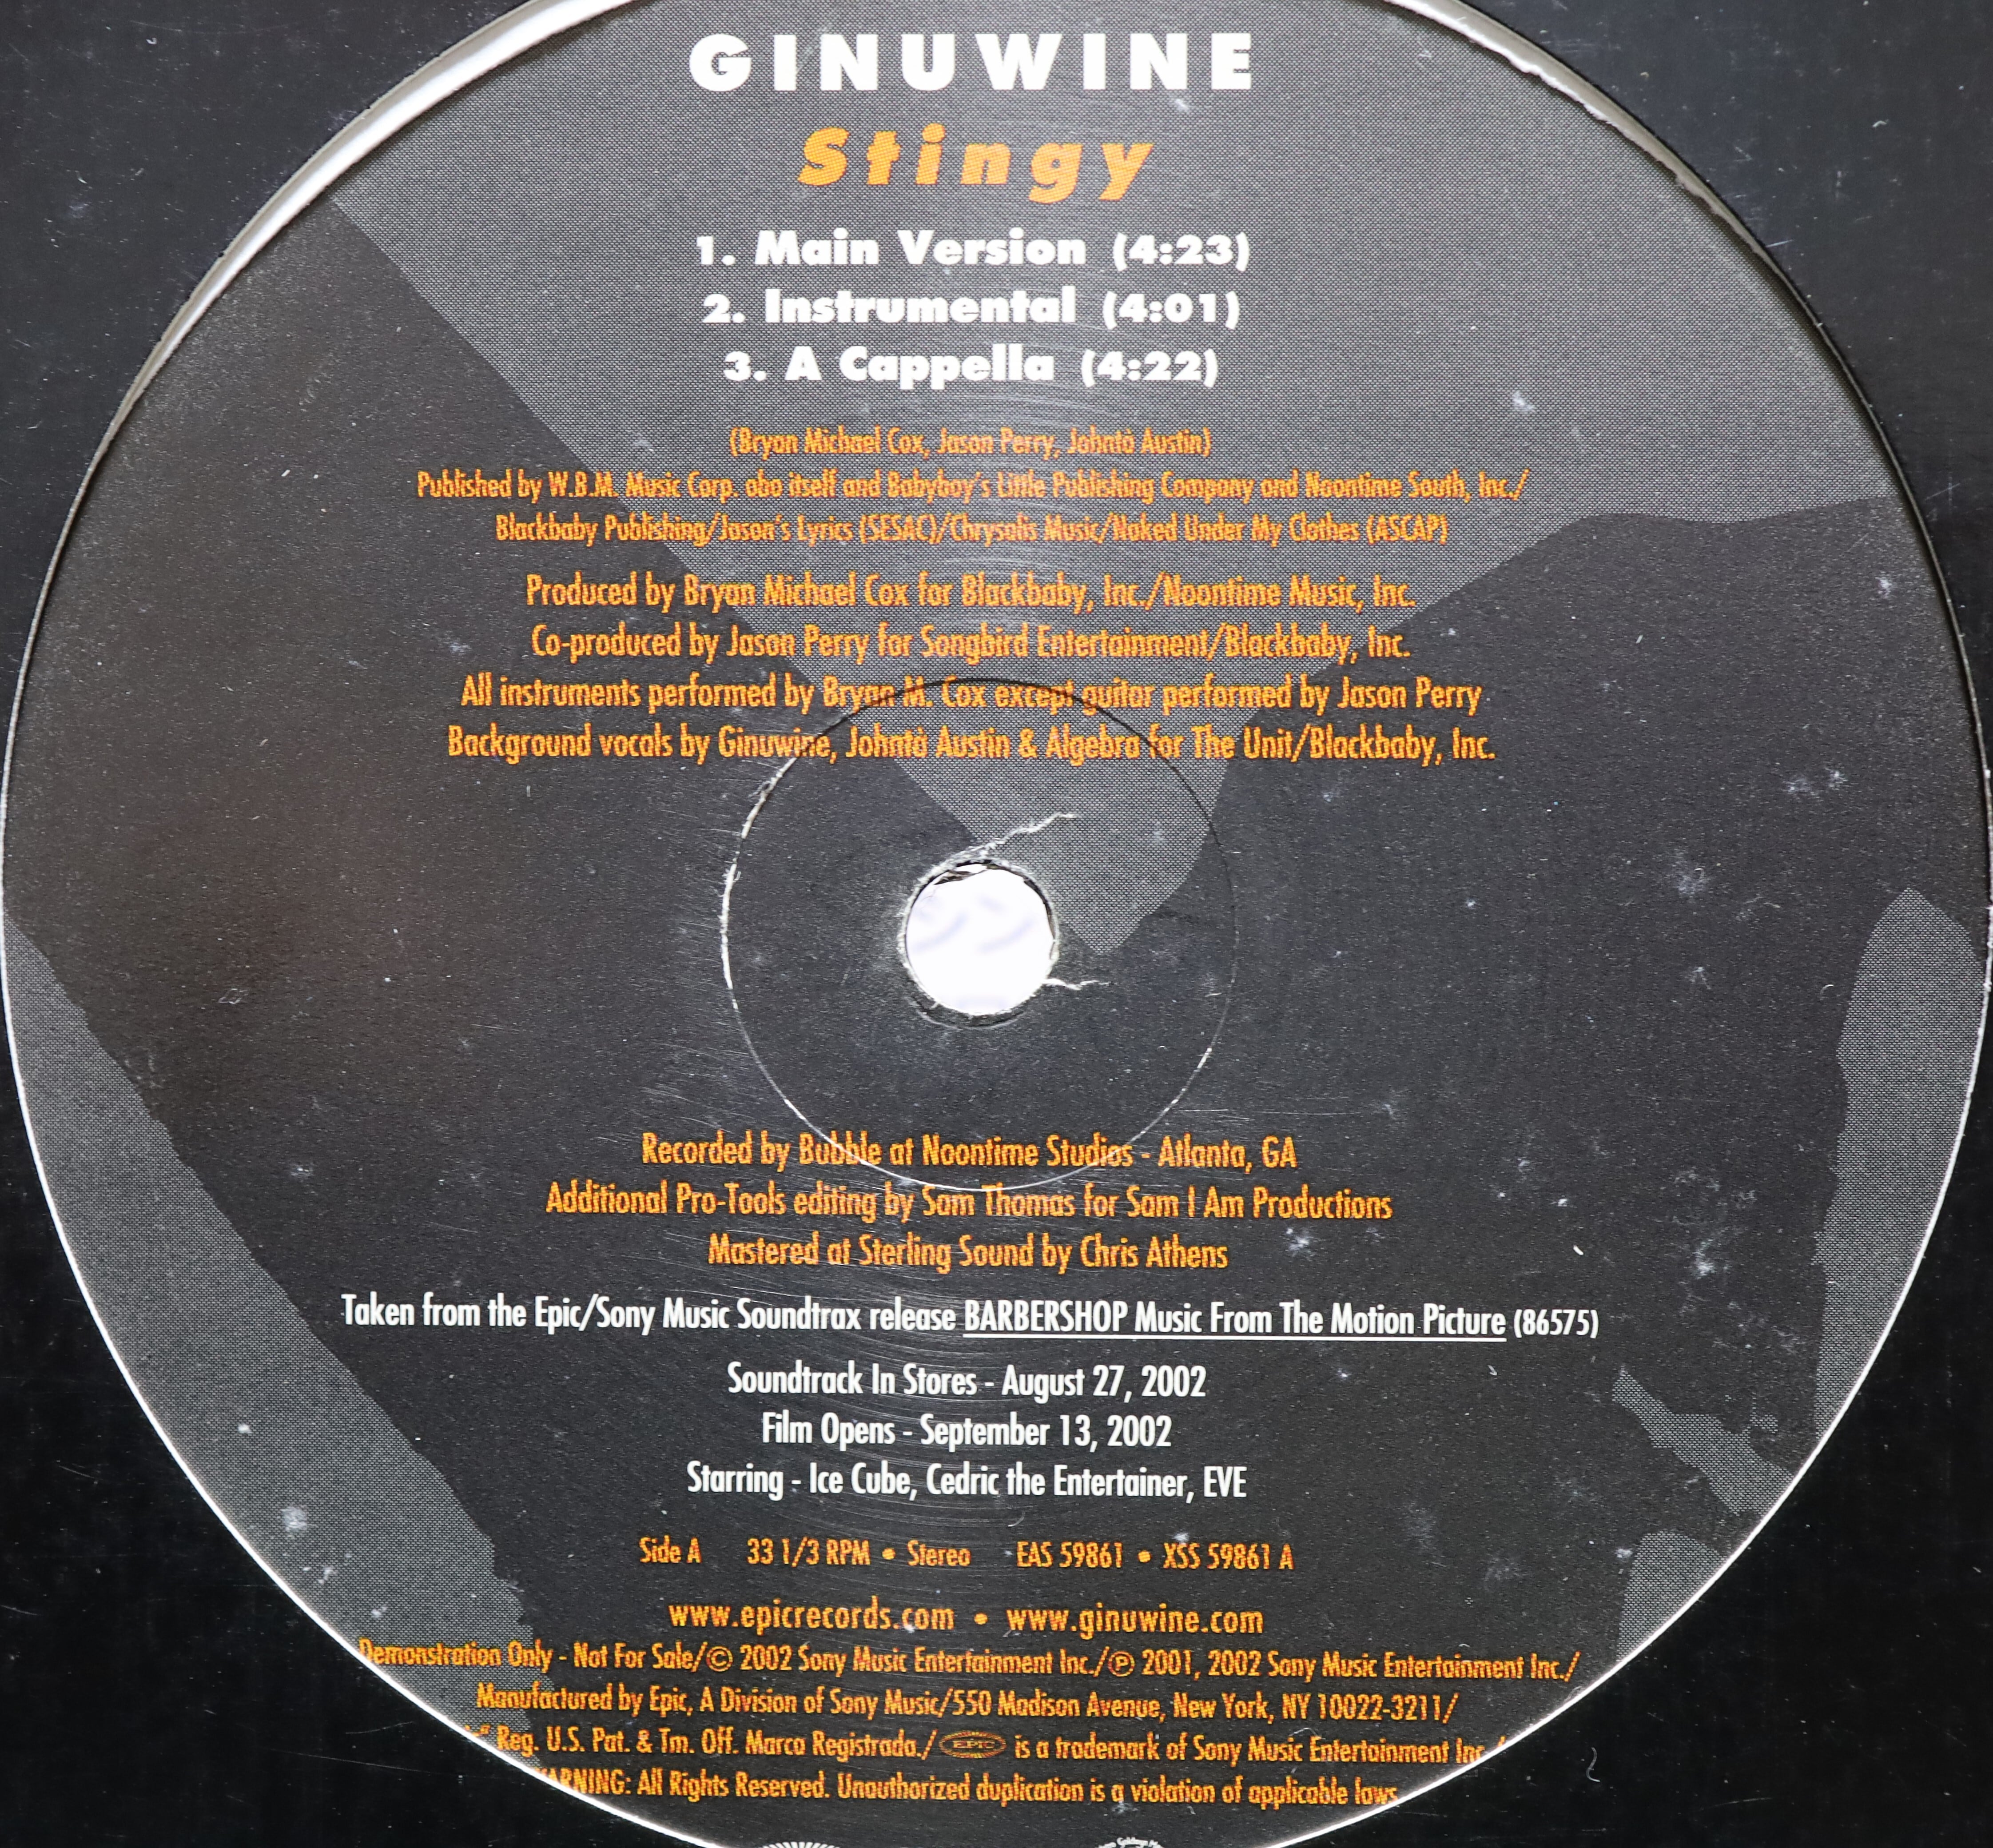 GINUWINE
Stingy
1. Main Version (4:23)
2. Instrumental (4:01)
3. A Cappella (4:22)
(Bryan Michael Cox, Jason Perry, Johntá Austin)
Published by W.B.M. Music Corp. obo itself and Babyboy's Little Publishing Company and Noontime South, Inc./
Blackbaby Publishing/Jason's Lyrics (SESAC)/Chrysalis Music/Naked Under My Clothes (ASCAP)
Produced by Bryan Michael Cox for Blackbaby, Inc./Noontime Music, Inc.
Co-produced by Jason Perry for Songbird Entertainment/Blackbaby, Inc.
All instruments performed by Bryan M. Cox except guitar performed by Jason Perry
Background vocals by Ginuwine, Johntá Austin & Algebra for The Unit/Blackbaby, Inc.
Recorded by Bubble at Noontime Studios - Atlanta, GA
Additional Pro-Tools editing by Sam Thomas for Sam I Am Productions
Mastered at Sterling Sound by Chris Athens
Taken from the Epic/Sony Music Soundtrax release BARBERSHOP Music From The Motion Picture (86575)
Soundtrack In Stores - August 27, 2002
Film Opens - September 13, 2002
Starring - Ice Cube, Cedric the Entertainer, EVE
Side A 33 1/3 RPM • Stereo EAS 59861 • XSS 59861 A
www.epicrecords.com • www.ginuwine.com
Demonstration Only - Not For Sale/© 2002 Sony Music Entertainment Inc./℗ 2001, 2002 Sony Music Entertainment Inc./
Manufactured by Epic, A Division of Sony Music/550 Madison Avenue, New York, NY 10022-3211/
Reg. U.S. Pat. & Tm. Off. Marca Registrada./ EPIC is a trademark of Sony Music Entertainment Inc./
WARNING: All Rights Reserved. Unauthorized duplication is a violation of applicable laws.